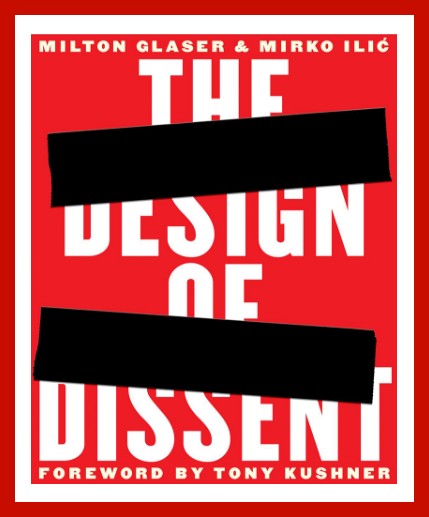 MILTON GLASER & MIRKO ILIĆ
THE
DESIGN
OF
DISSENT
FOREWORD BY TONY KUSHNER